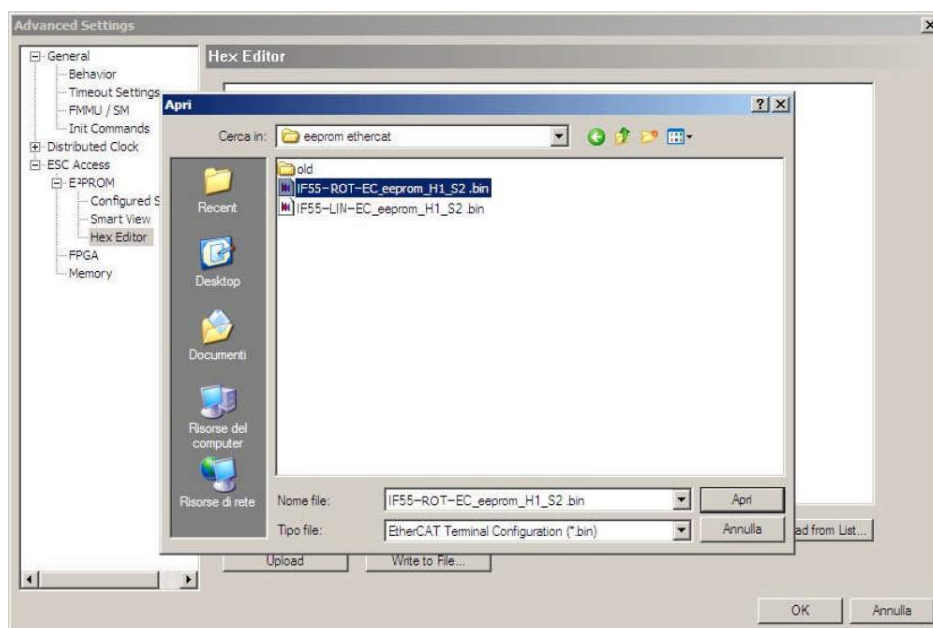 Advanced Settings
General
Behavior
Timeout Settings
FMMU / SM
Init Commands
Distributed Clock
ESC Access
E²PROM
Configured S
Smart View
Hex Editor
FPGA
Memory
Hex Editor
Apri
Cerca in:
eeprom ethercat
Recent
Desktop
Documenti
Risorse del
computer
Risorse di rete
old
IF55-ROT-EC_eeprom_H1_S2 .bin
IF55-LIN-EC_eeprom_H1_S2 .bin
Nome file:
IF55-ROT-EC_eeprom_H1_S2 .bin
Apri
Tipo file:
EtherCAT Terminal Configuration (*.bin)
Annulla
ad from List...
Upload
Write to File...
OK
Annulla